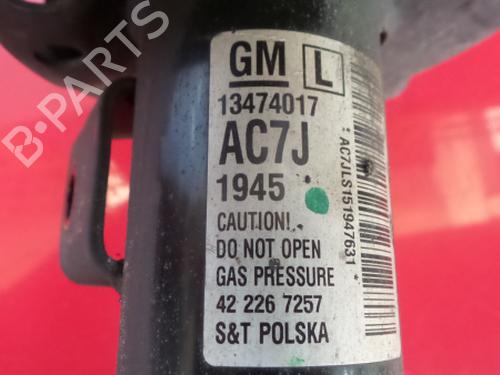 GM L
13474017
AC7J
1945
CAUTION!
DO NOT OPEN
GAS PRESSURE
42 226 7257
S&T POLSKA
* AC7JLS151947631 *
B-PARTS